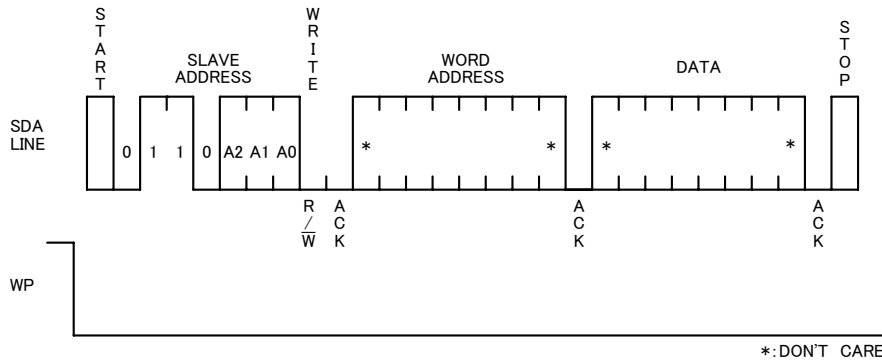 START
SLAVE
ADDRESS
WRITE
WORD
ADDRESS
DATA
STOP
SDA
LINE
0 1 1 0 A2 A1 A0 * * * *
R/W
ACK
ACK
ACK
WP
*:DON'T CARE